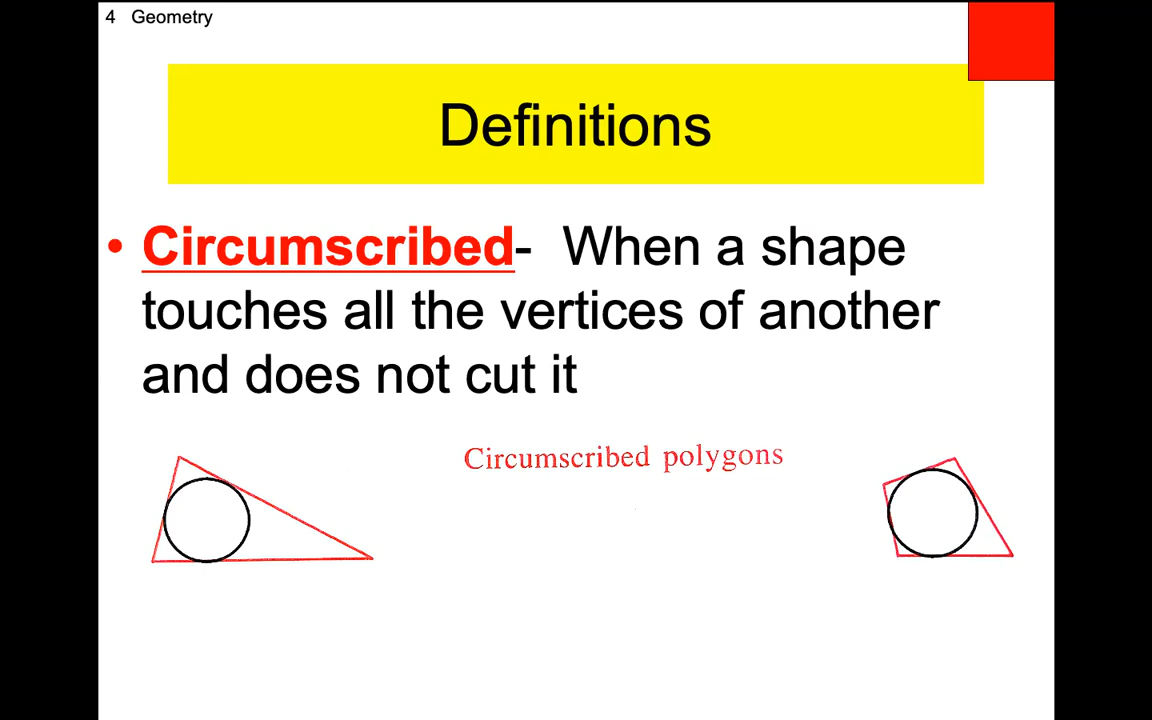 4 Geometry
Definitions
• Circumscribed- When a shape
touches all the vertices of another
and does not cut it
Circumscribed polygons